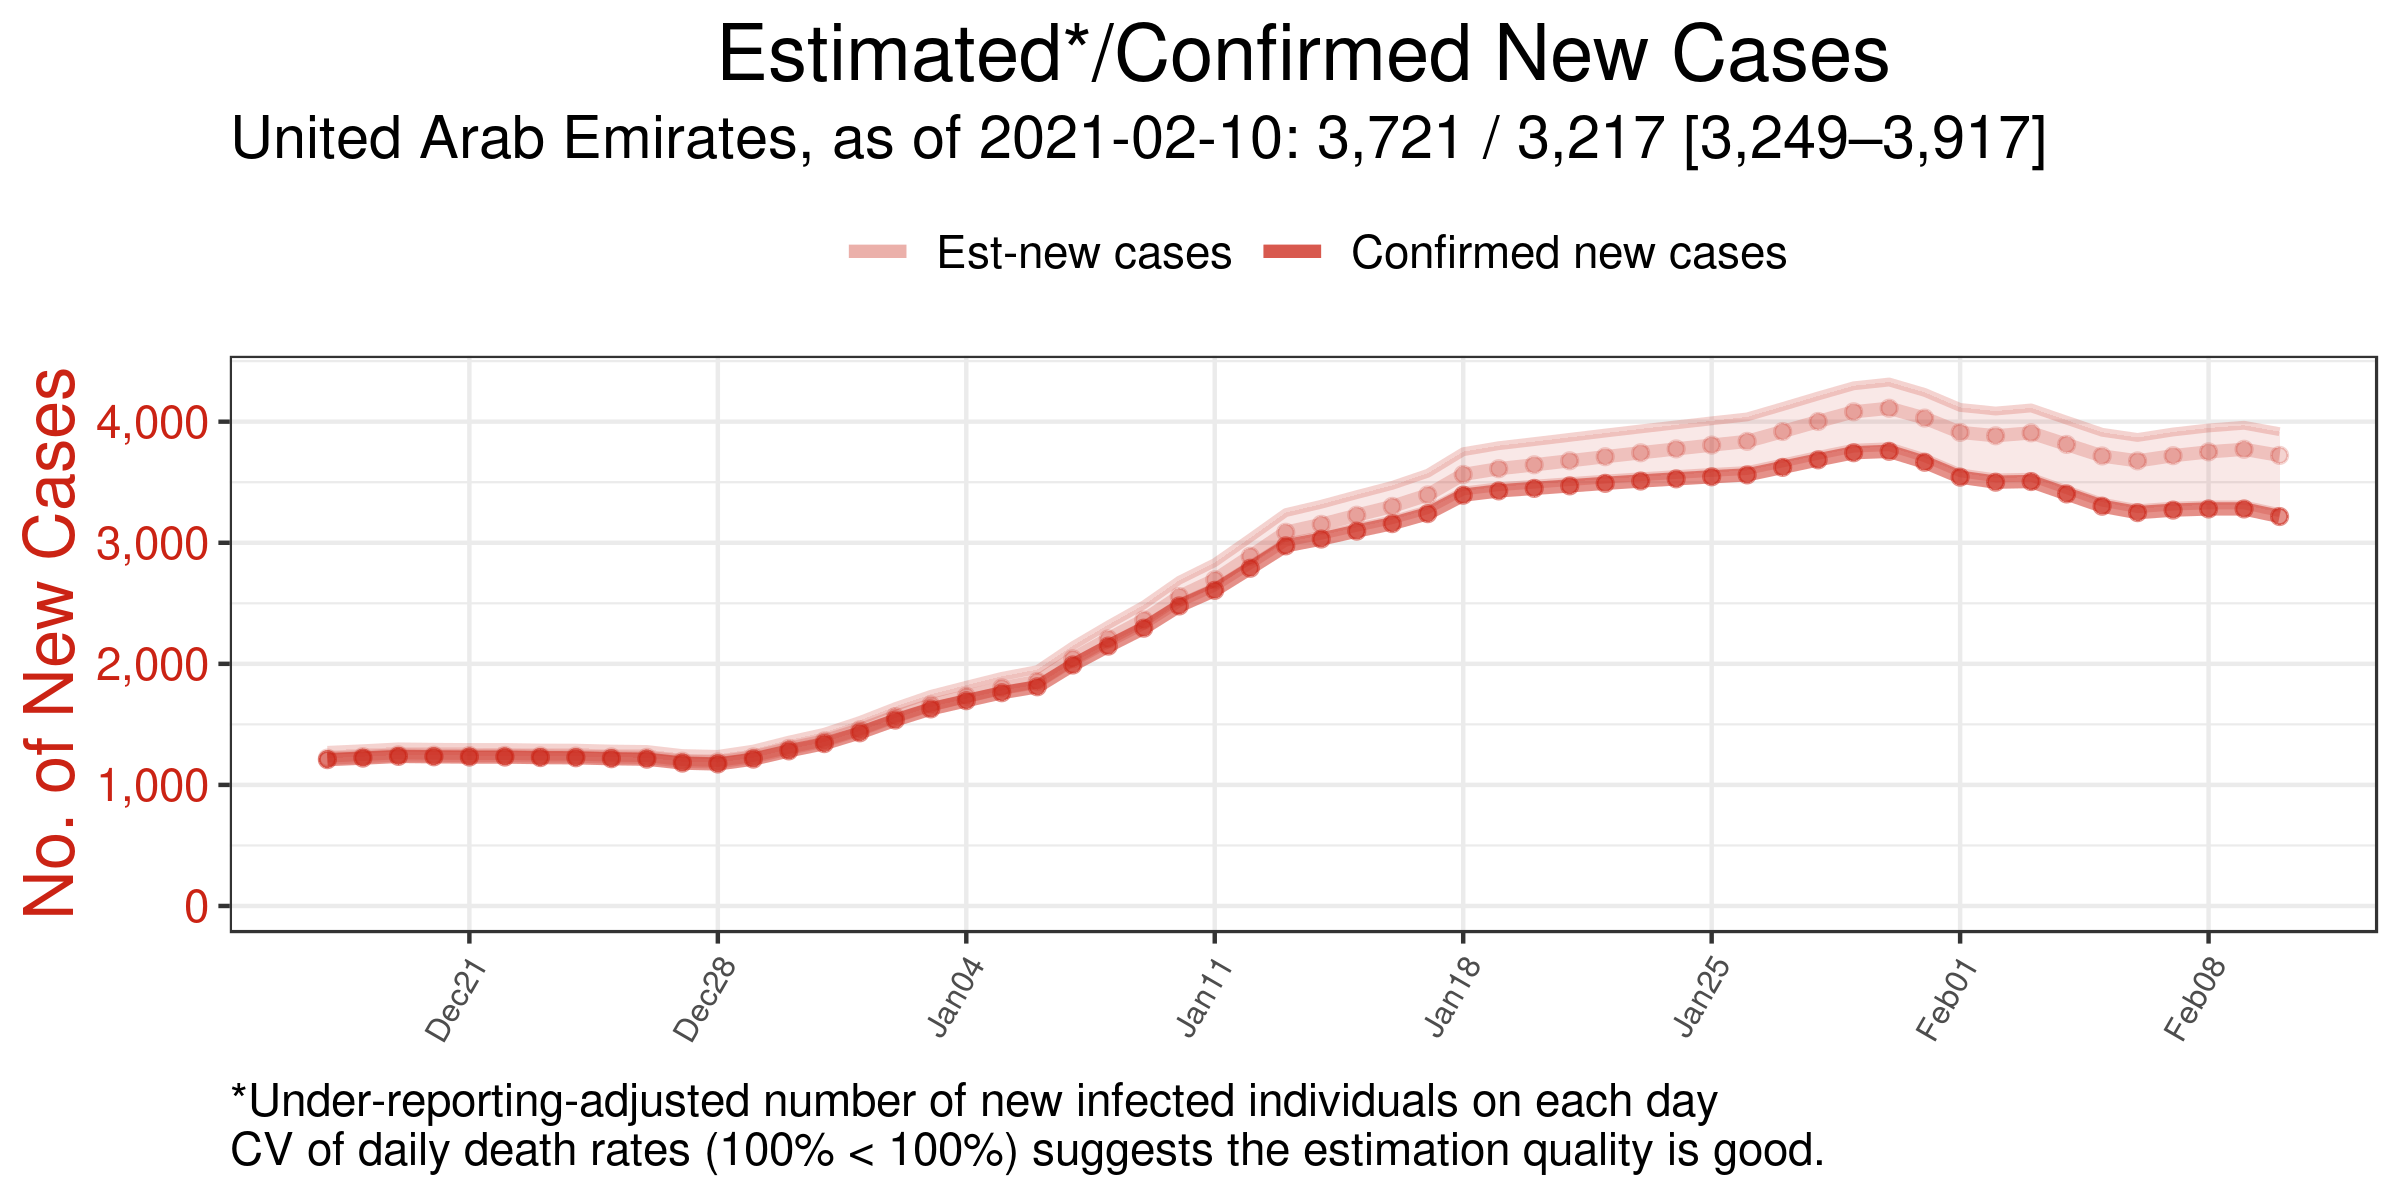 Estimated*/Confirmed New Cases
United Arab Emirates, as of 2021-02-10: 3,721 / 3,217 [3,249–3,917]
Est-new cases
Confirmed new cases
No. of New Cases
4,000
3,000
2,000
1,000
0
Dec21
Dec28
Jan04
Jan11
Jan18
Jan25
Feb01
Feb08
*Under-reporting-adjusted number of new infected individuals on each day
CV of daily death rates (100% < 100%) suggests the estimation quality is good.